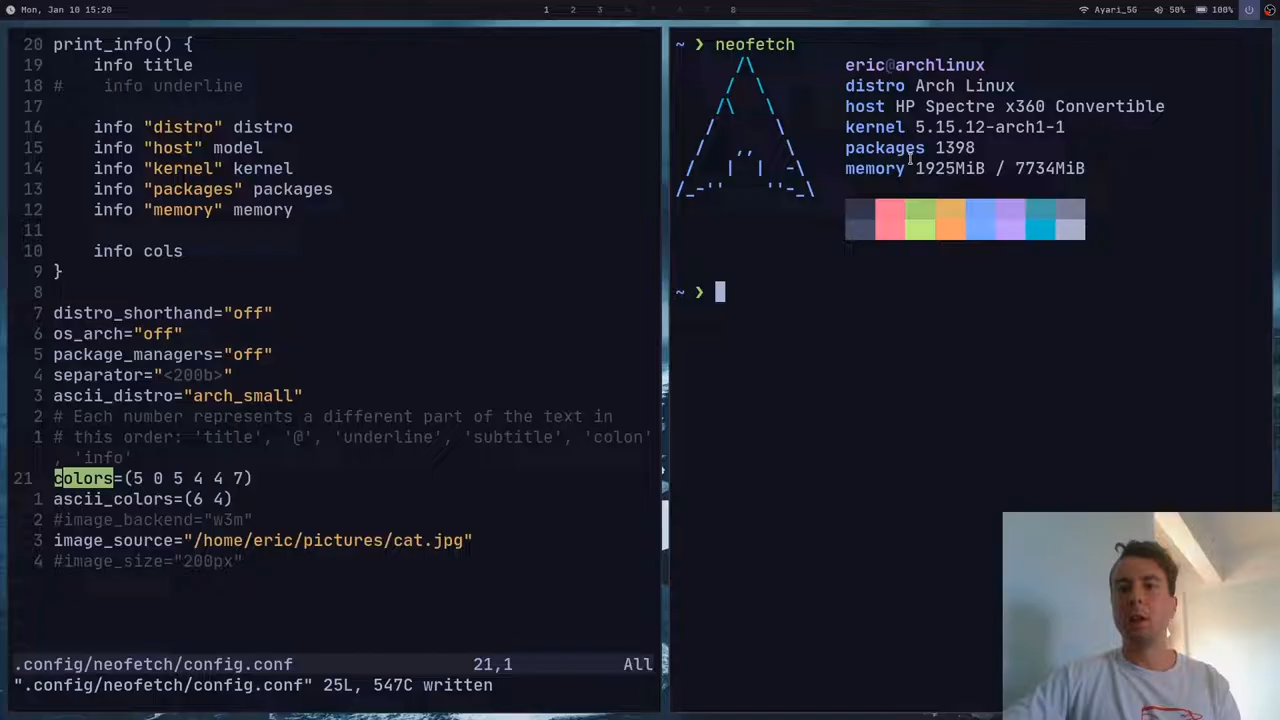 Mon, Jan 10 15:20
1 2 3 8
Ayari_5G 50% 100%
20 print_info() {
19 info title
18 # info underline
17
16 info "distro" distro
15 info "host" model
14 info "kernel" kernel
13 info "packages" packages
12 info "memory" memory
11
10 info cols
9 }
8
7 distro_shorthand="off"
6 os_arch="off"
5 package_managers="off"
4 separator="<200b>"
3 ascii_distro="arch_small"
2 # Each number represents a different part of the text in
1 # this order: 'title', '@', 'underline', 'subtitle', 'colon'
, 'info'
21 colors=(5 0 5 4 4 7)
1 ascii_colors=(6 4)
2 #image_backend="w3m"
3 image_source="/home/eric/pictures/cat.jpg"
4 #image_size="200px"
.config/neofetch/config.conf 21,1 All
".config/neofetch/config.conf" 25L, 547C written
~ ❯ neofetch
eric@archlinux
distro Arch Linux
host HP Spectre x360 Convertible
kernel 5.15.12-arch1-1
packages 1398
memory 1925MiB / 7734MiB
~ ❯